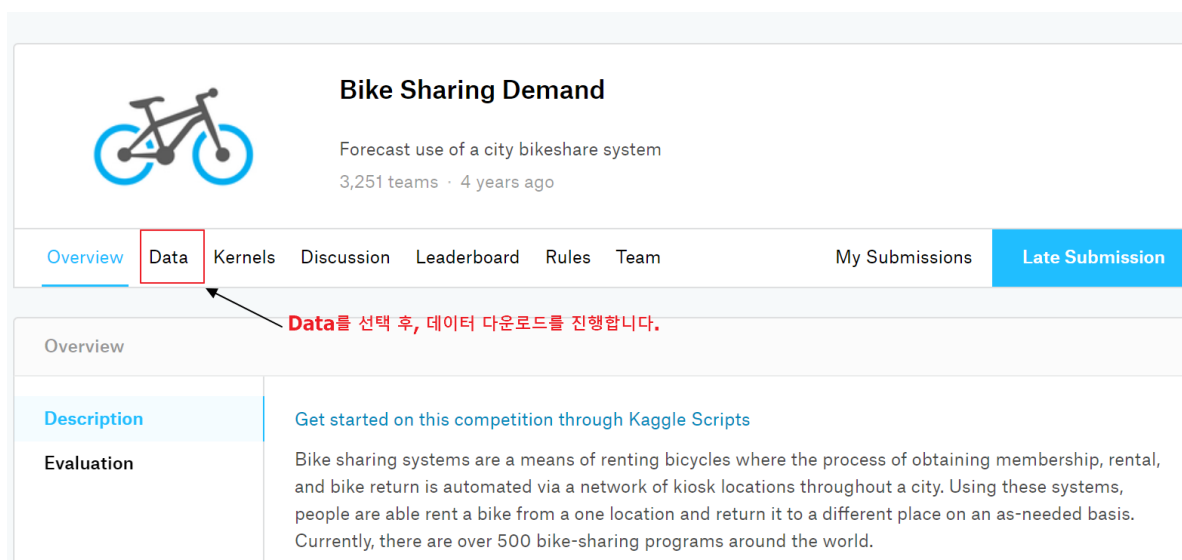 Bike Sharing Demand
Forecast use of a city bikeshare system
3,251 teams · 4 years ago
Overview Data Kernels Discussion Leaderboard Rules Team My Submissions Late Submission
Data를 선택 후, 데이터 다운로드를 진행합니다.
Overview
Description
Evaluation
Get started on this competition through Kaggle Scripts
Bike sharing systems are a means of renting bicycles where the process of obtaining membership, rental,
and bike return is automated via a network of kiosk locations throughout a city. Using these systems,
people are able rent a bike from a one location and return it to a different place on an as-needed basis.
Currently, there are over 500 bike-sharing programs around the world.